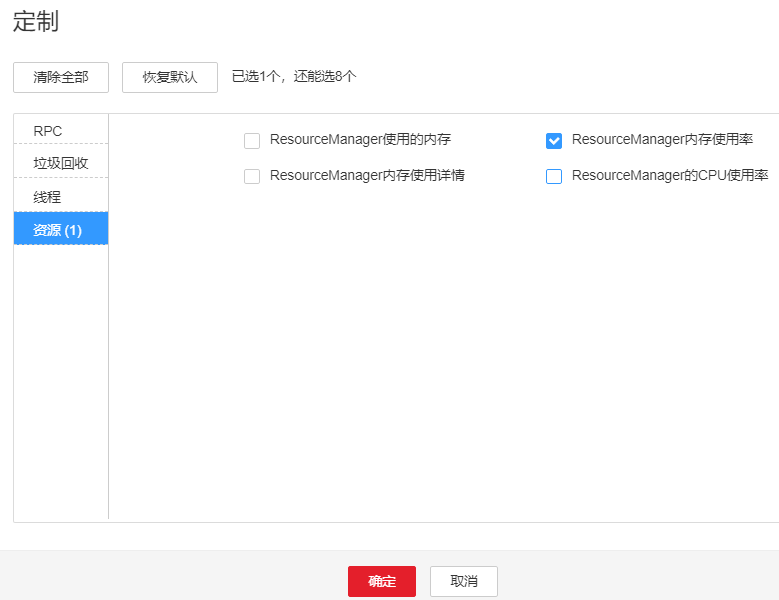 定制
清除全部 恢复默认 已选1个，还能选8个
RPC
垃圾回收
线程
资源 (1)
ResourceManager使用的内存 ResourceManager内存使用率
ResourceManager内存使用详情 ResourceManager的CPU使用率
确定 取消